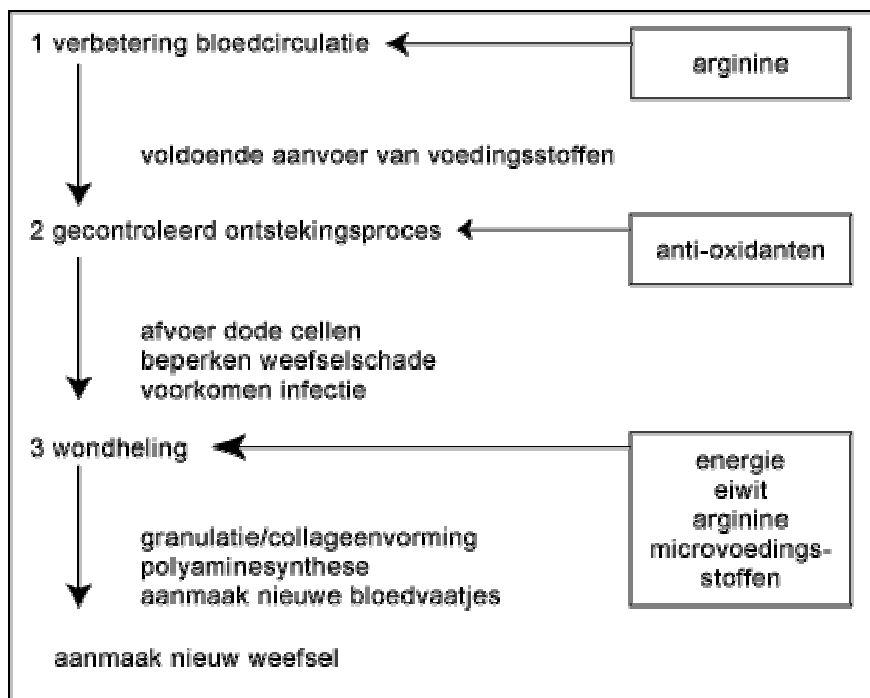 1 verbetering bloedcirculatie
arginine
voldoende aanvoer van voedingsstoffen
2 gecontroleerd ontstekingsproces
anti-oxidanten
afvoer dode cellen
beperken weefselschade
voorkomen infectie
3 wondheling
energie
eiwit
arginine
microvoedings-
stoffen
granulatie/collageenvorming
polyaminesynthese
aanmaak nieuwe bloedvaatjes
aanmaak nieuw weefsel